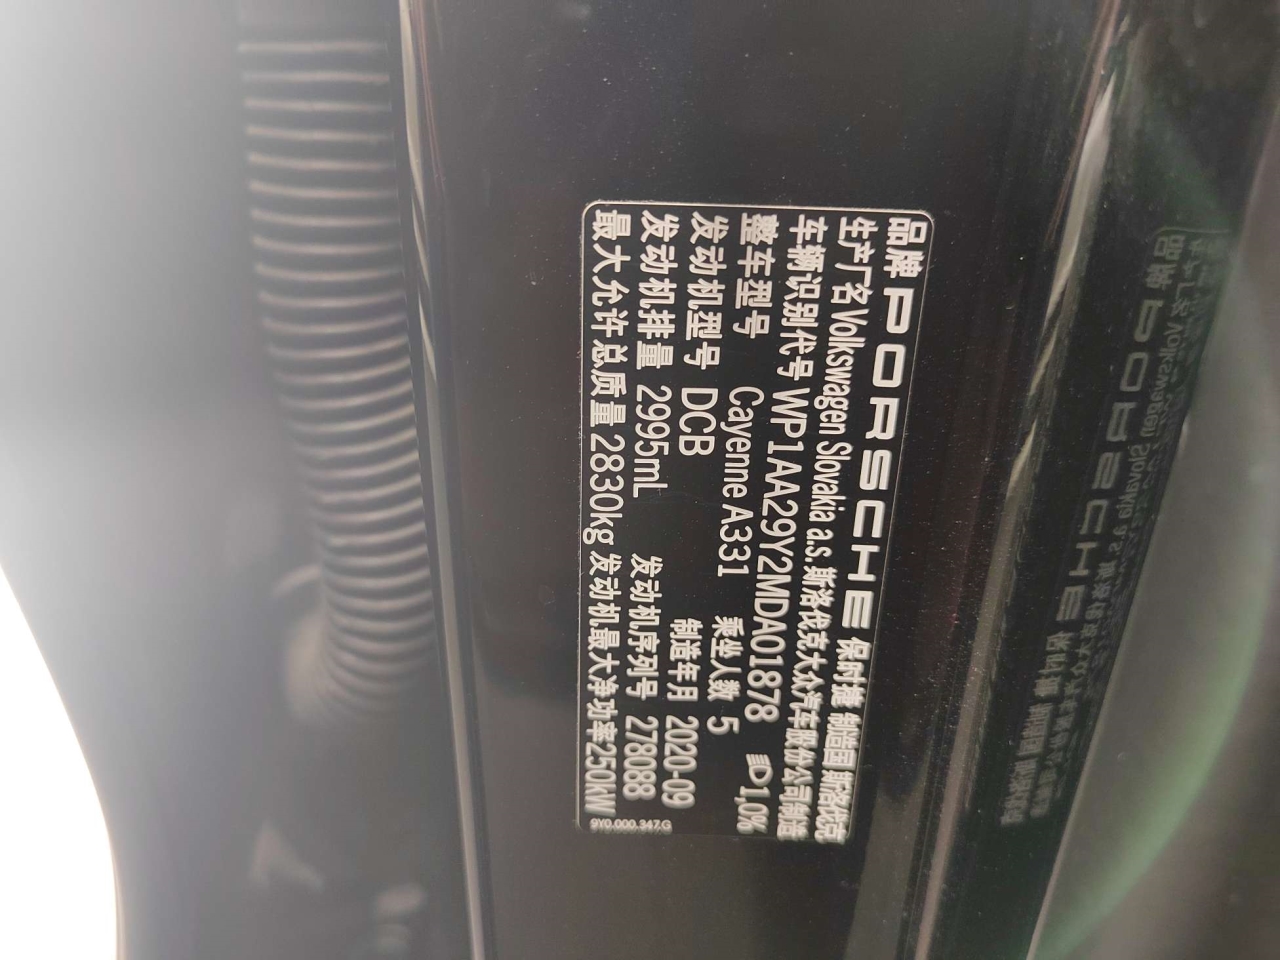 品牌 PORSCHE 保时捷 制造国 斯洛伐克
生产厂名 Volkswagen Slovakia a.s. 斯洛伐克大众汽车股份公司制造
车辆识别代号 WP1AA29Y2MDA01878 1,0%
整车型号 Cayenne A331 乘坐人数 5
发动机型号 DCB 制造年月 2020-09
发动机排量 2995mL 发动机序列号 278088
最大允许总质量 2830kg 发动机最大净功率 250kW
9Y0.000.347.G